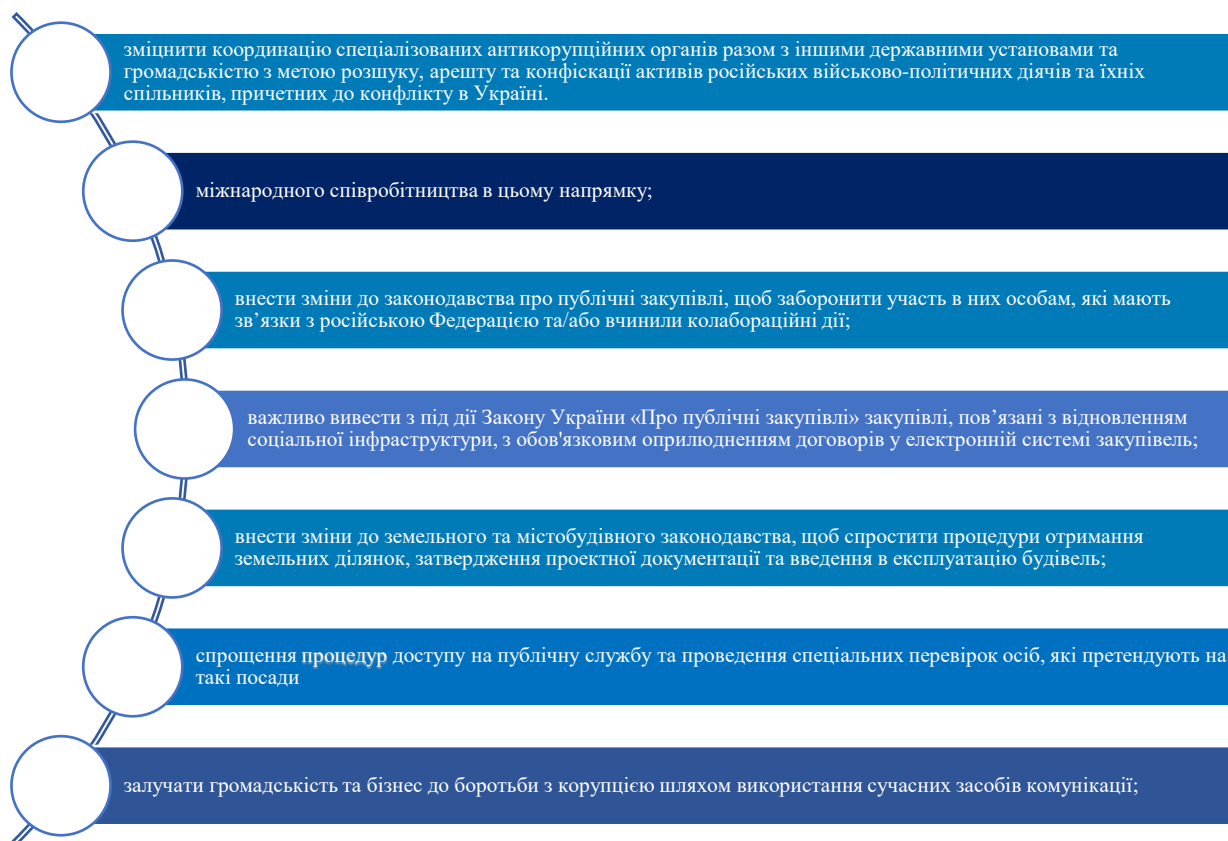 зміцнити координацію спеціалізованих антикорупційних органів разом з іншими державними установами та
громадськістю з метою розшуку, арешту та конфіскації активів російських військово-політичних діячів та їхніх
спільників, причетних до конфлікту в Україні.
міжнародного співробітництва в цьому напрямку;
внести зміни до законодавства про публічні закупівлі, щоб заборонити участь в них особам, які мають
зв’язки з російською Федерацією та/або вчинили колабораційні дії;
важливо вивести з під дії Закону України «Про публічні закупівлі» закупівлі, пов’язані з відновленням
соціальної інфраструктури, з обов'язковим оприлюдненням договорів у електронній системі закупівель;
внести зміни до земельного та містобудівного законодавства, щоб спростити процедури отримання
земельних ділянок, затвердження проектної документації та введення в експлуатацію будівель;
спрощення процедур доступу на публічну службу та проведення спеціальних перевірок осіб, які претендують на
такі посади
залучати громадськість та бізнес до боротьби з корупцією шляхом використання сучасних засобів комунікації;